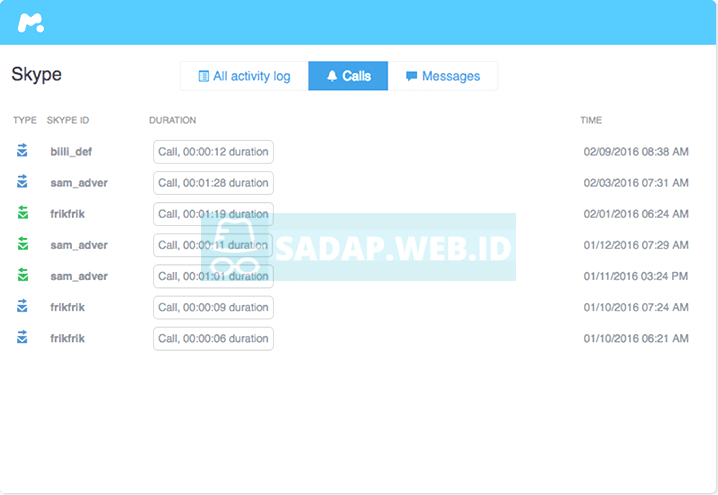 Skype
All activity log Calls Messages
TYPE SKYPE ID DURATION TIME
billi_def Call, 00:00:12 duration 02/09/2016 08:38 AM
sam_adver Call, 00:01:28 duration 02/03/2016 07:31 AM
frikfrik Call, 00:01:19 duration 02/01/2016 06:24 AM
sam_adver Call, 00:00:11 duration 01/12/2016 07:29 AM
SADAP.WEB.ID
sam_adver Call, 00:01:01 duration 01/11/2016 03:24 PM
frikfrik Call, 00:00:09 duration 01/10/2016 07:24 AM
frikfrik Call, 00:00:06 duration 01/10/2016 06:21 AM